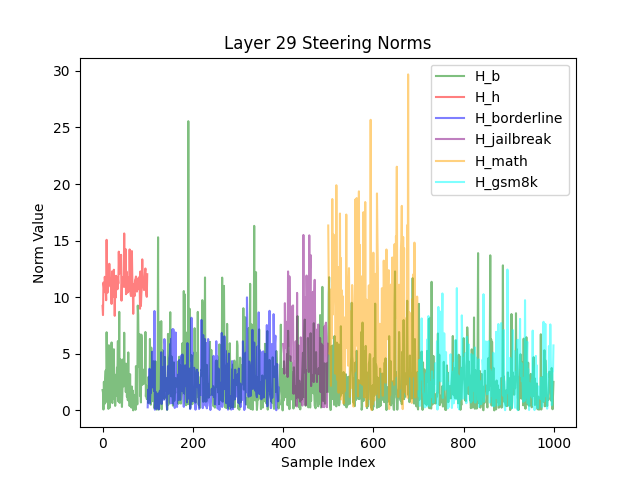 Layer 29 Steering Norms
30
25
20
15
10
5
0
Norm Value
H_b
H_h
H_borderline
H_jailbreak
H_math
H_gsm8k
0
200
400
600
800
1000
Sample Index